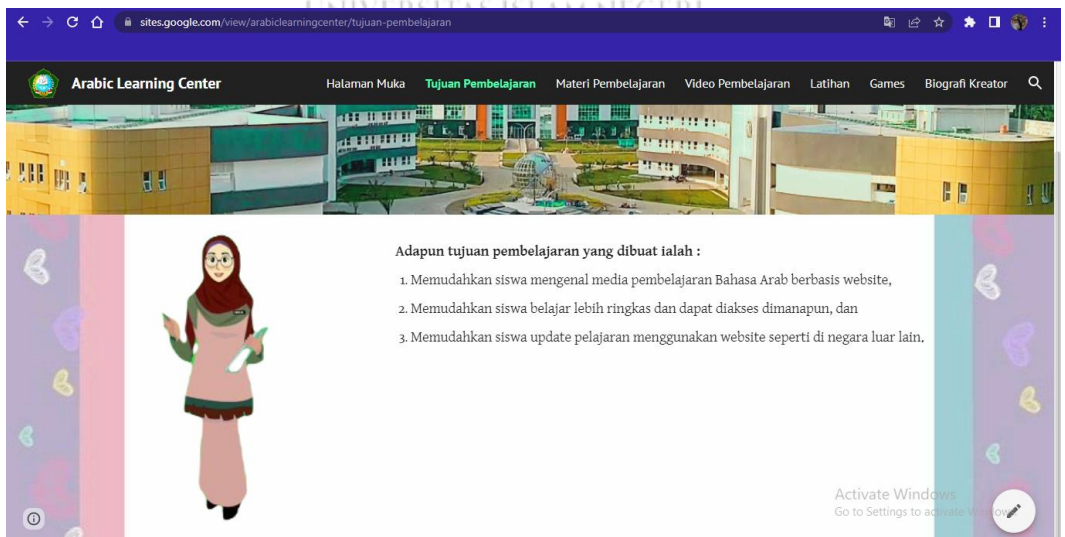 UNIVERSITAS ISLAM NEGERI
sites.google.com/view/arabiclearningcenter/tujuan-pembelajaran
Arabic Learning Center
Halaman Muka Tujuan Pembelajaran Materi Pembelajaran Video Pembelajaran Latihan Games Biografi Kreator
Adapun tujuan pembelajaran yang dibuat ialah :
1. Memudahkan siswa mengenal media pembelajaran Bahasa Arab berbasis website,
2. Memudahkan siswa belajar lebih ringkas dan dapat diakses dimanapun, dan
3. Memudahkan siswa update pelajaran menggunakan website seperti di negara luar lain.
Activate Windows
Go to Settings to activate Windows